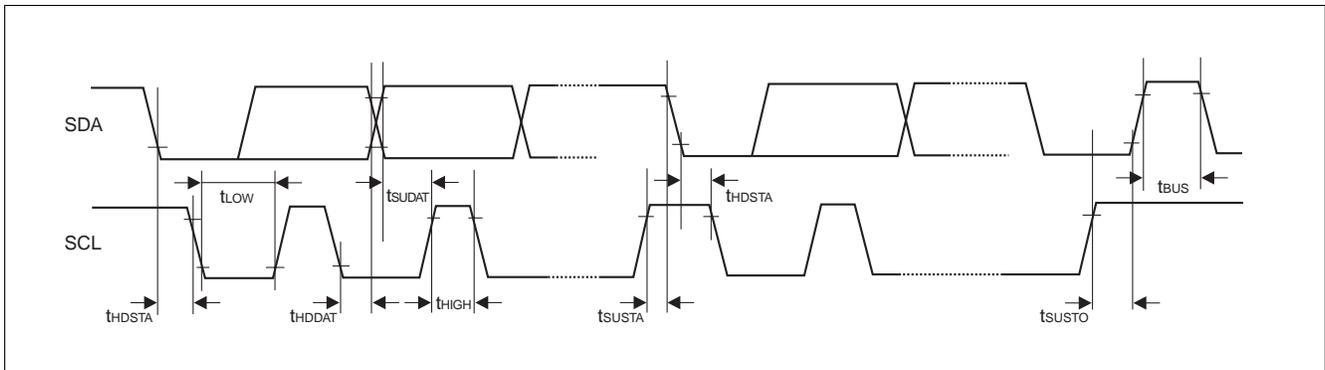 SDA
tLOW
tSUDAT
tHDSTA
tBUS
SCL
tHDSTA
tHDDAT
tHIGH
tSUSTA
tSUSTO